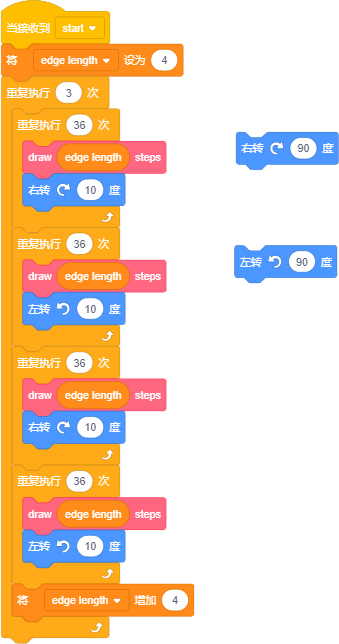 当接收到 start
将 edge length 设为 4
重复执行 3 次
重复执行 36 次
draw edge length steps
右转 10 度
重复执行 36 次
draw edge length steps
左转 10 度
重复执行 36 次
draw edge length steps
右转 10 度
重复执行 36 次
draw edge length steps
左转 10 度
将 edge length 增加 4
右转 90 度
左转 90 度